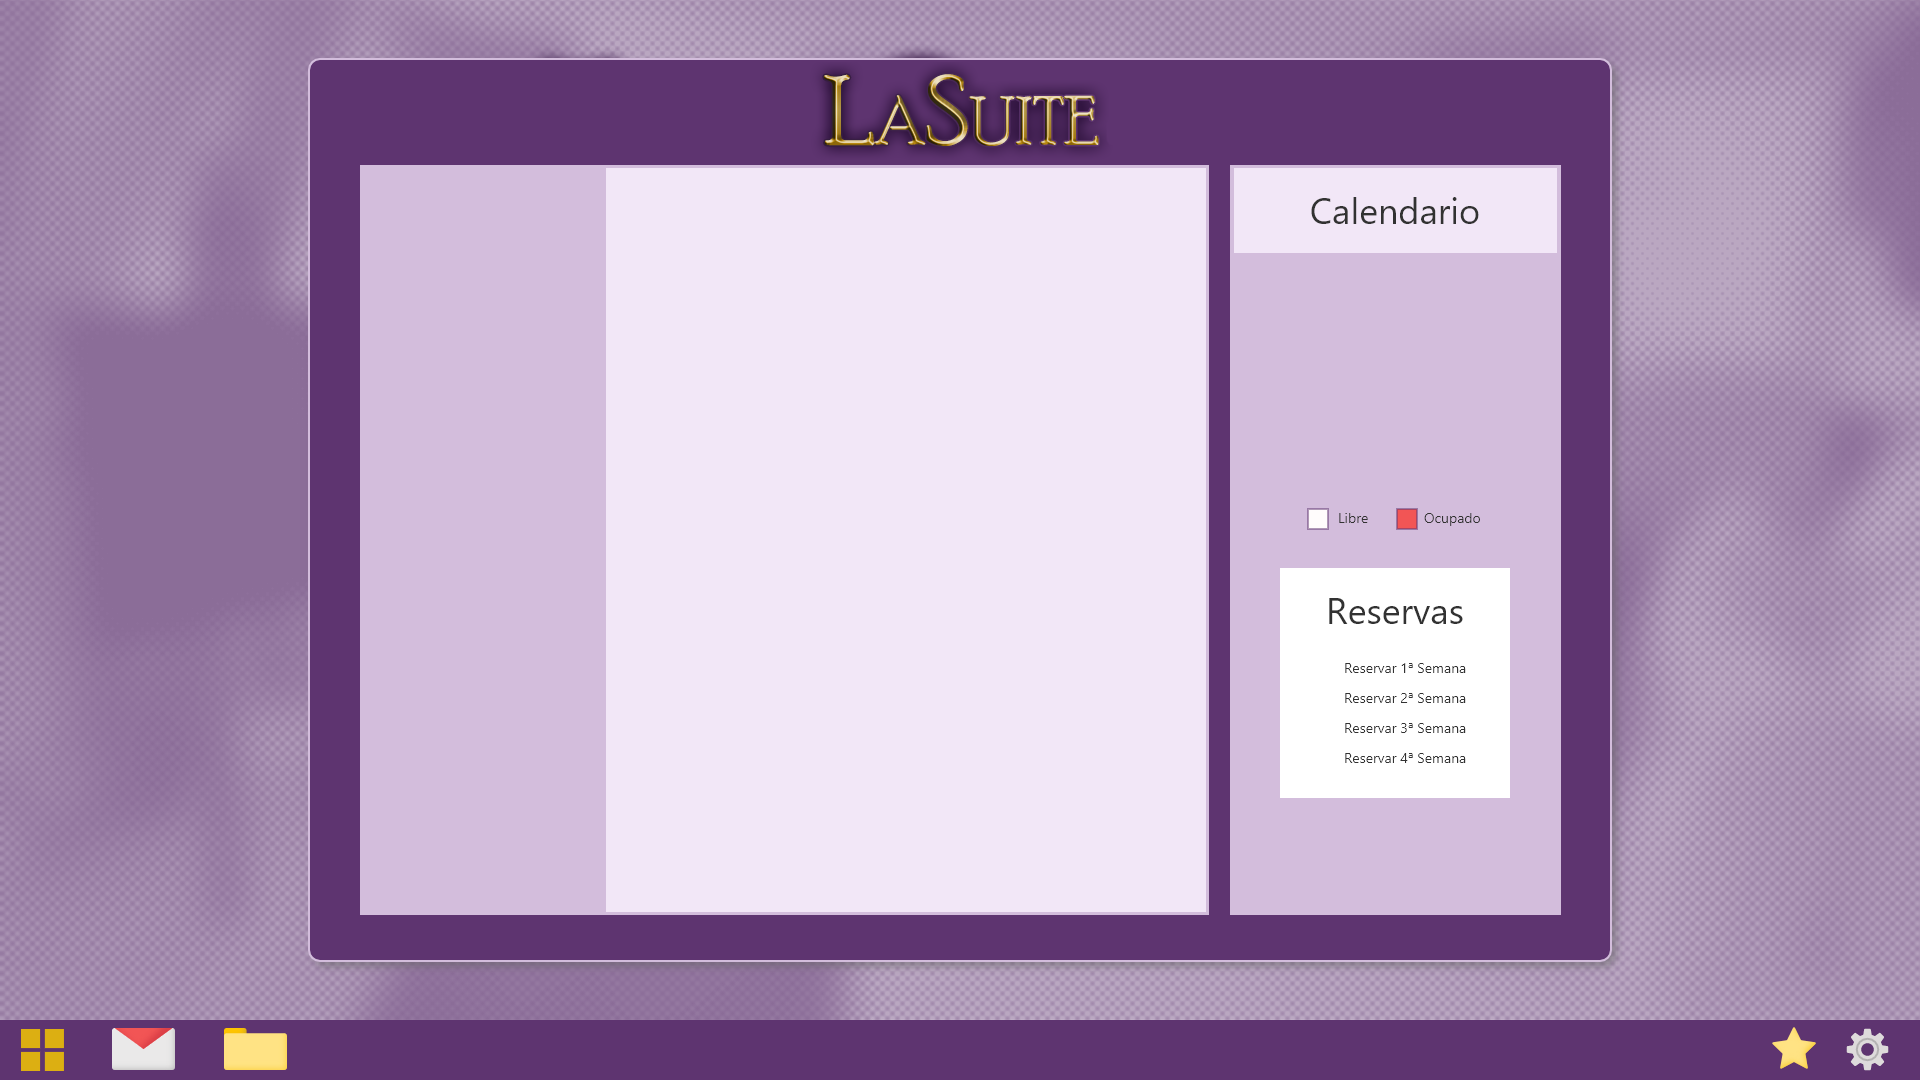 LaSuite
Calendario
Libre
Ocupado
Reservas
Reservar 1ª Semana
Reservar 2ª Semana
Reservar 3ª Semana
Reservar 4ª Semana